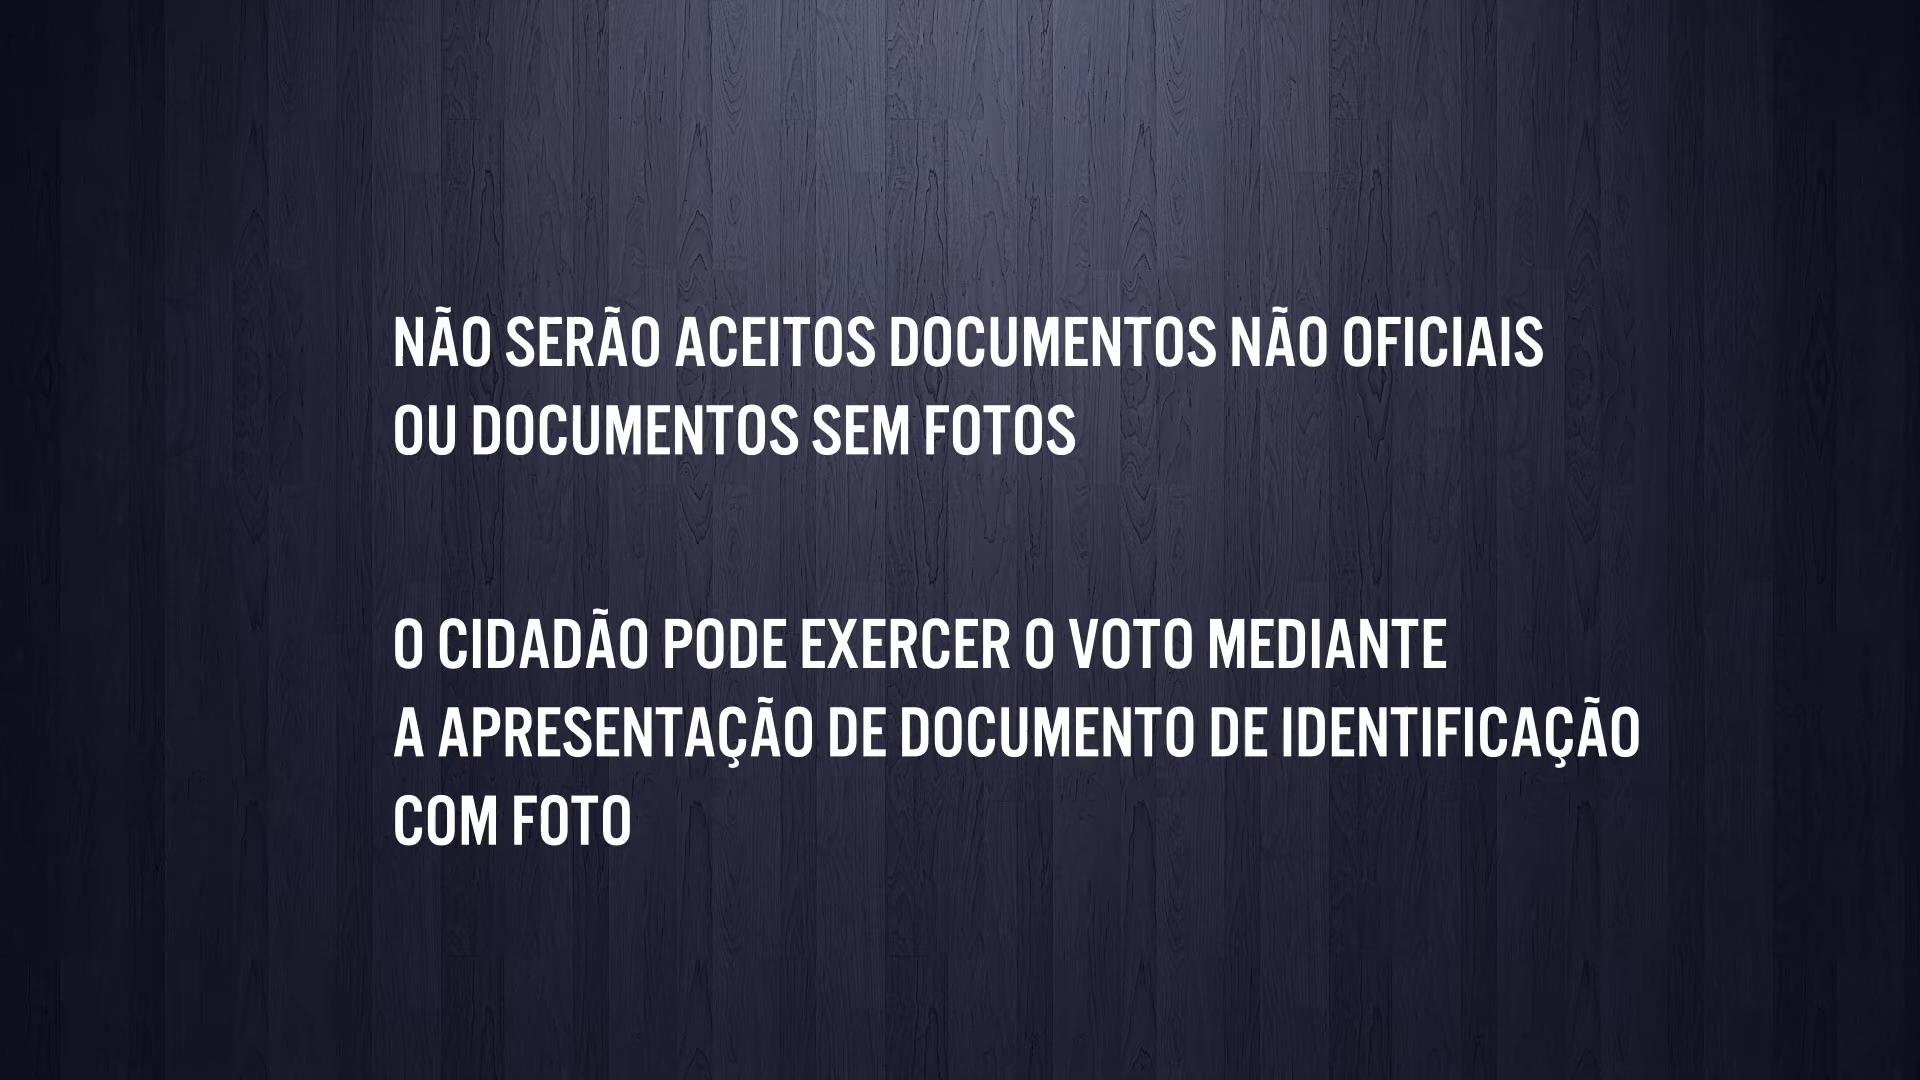 NÃO SERÃO ACEITOS DOCUMENTOS NÃO OFICIAIS
OU DOCUMENTOS SEM FOTOS
O CIDADÃO PODE EXERCER O VOTO MEDIANTE
A APRESENTAÇÃO DE DOCUMENTO DE IDENTIFICAÇÃO
COM FOTO